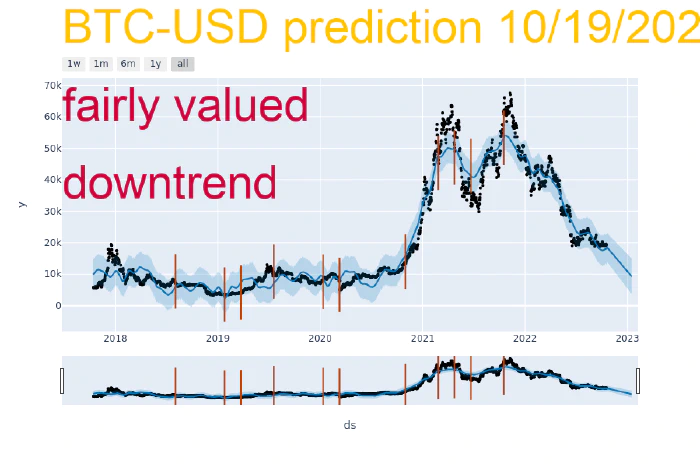 BTC-USD prediction 10/19/202
1w 1m 6m 1y all
70k
fairly valued
60k
50k
downtrend
40k
y
30k
20k
10k
0
2018 2019 2020 2021 2022 2023
ds